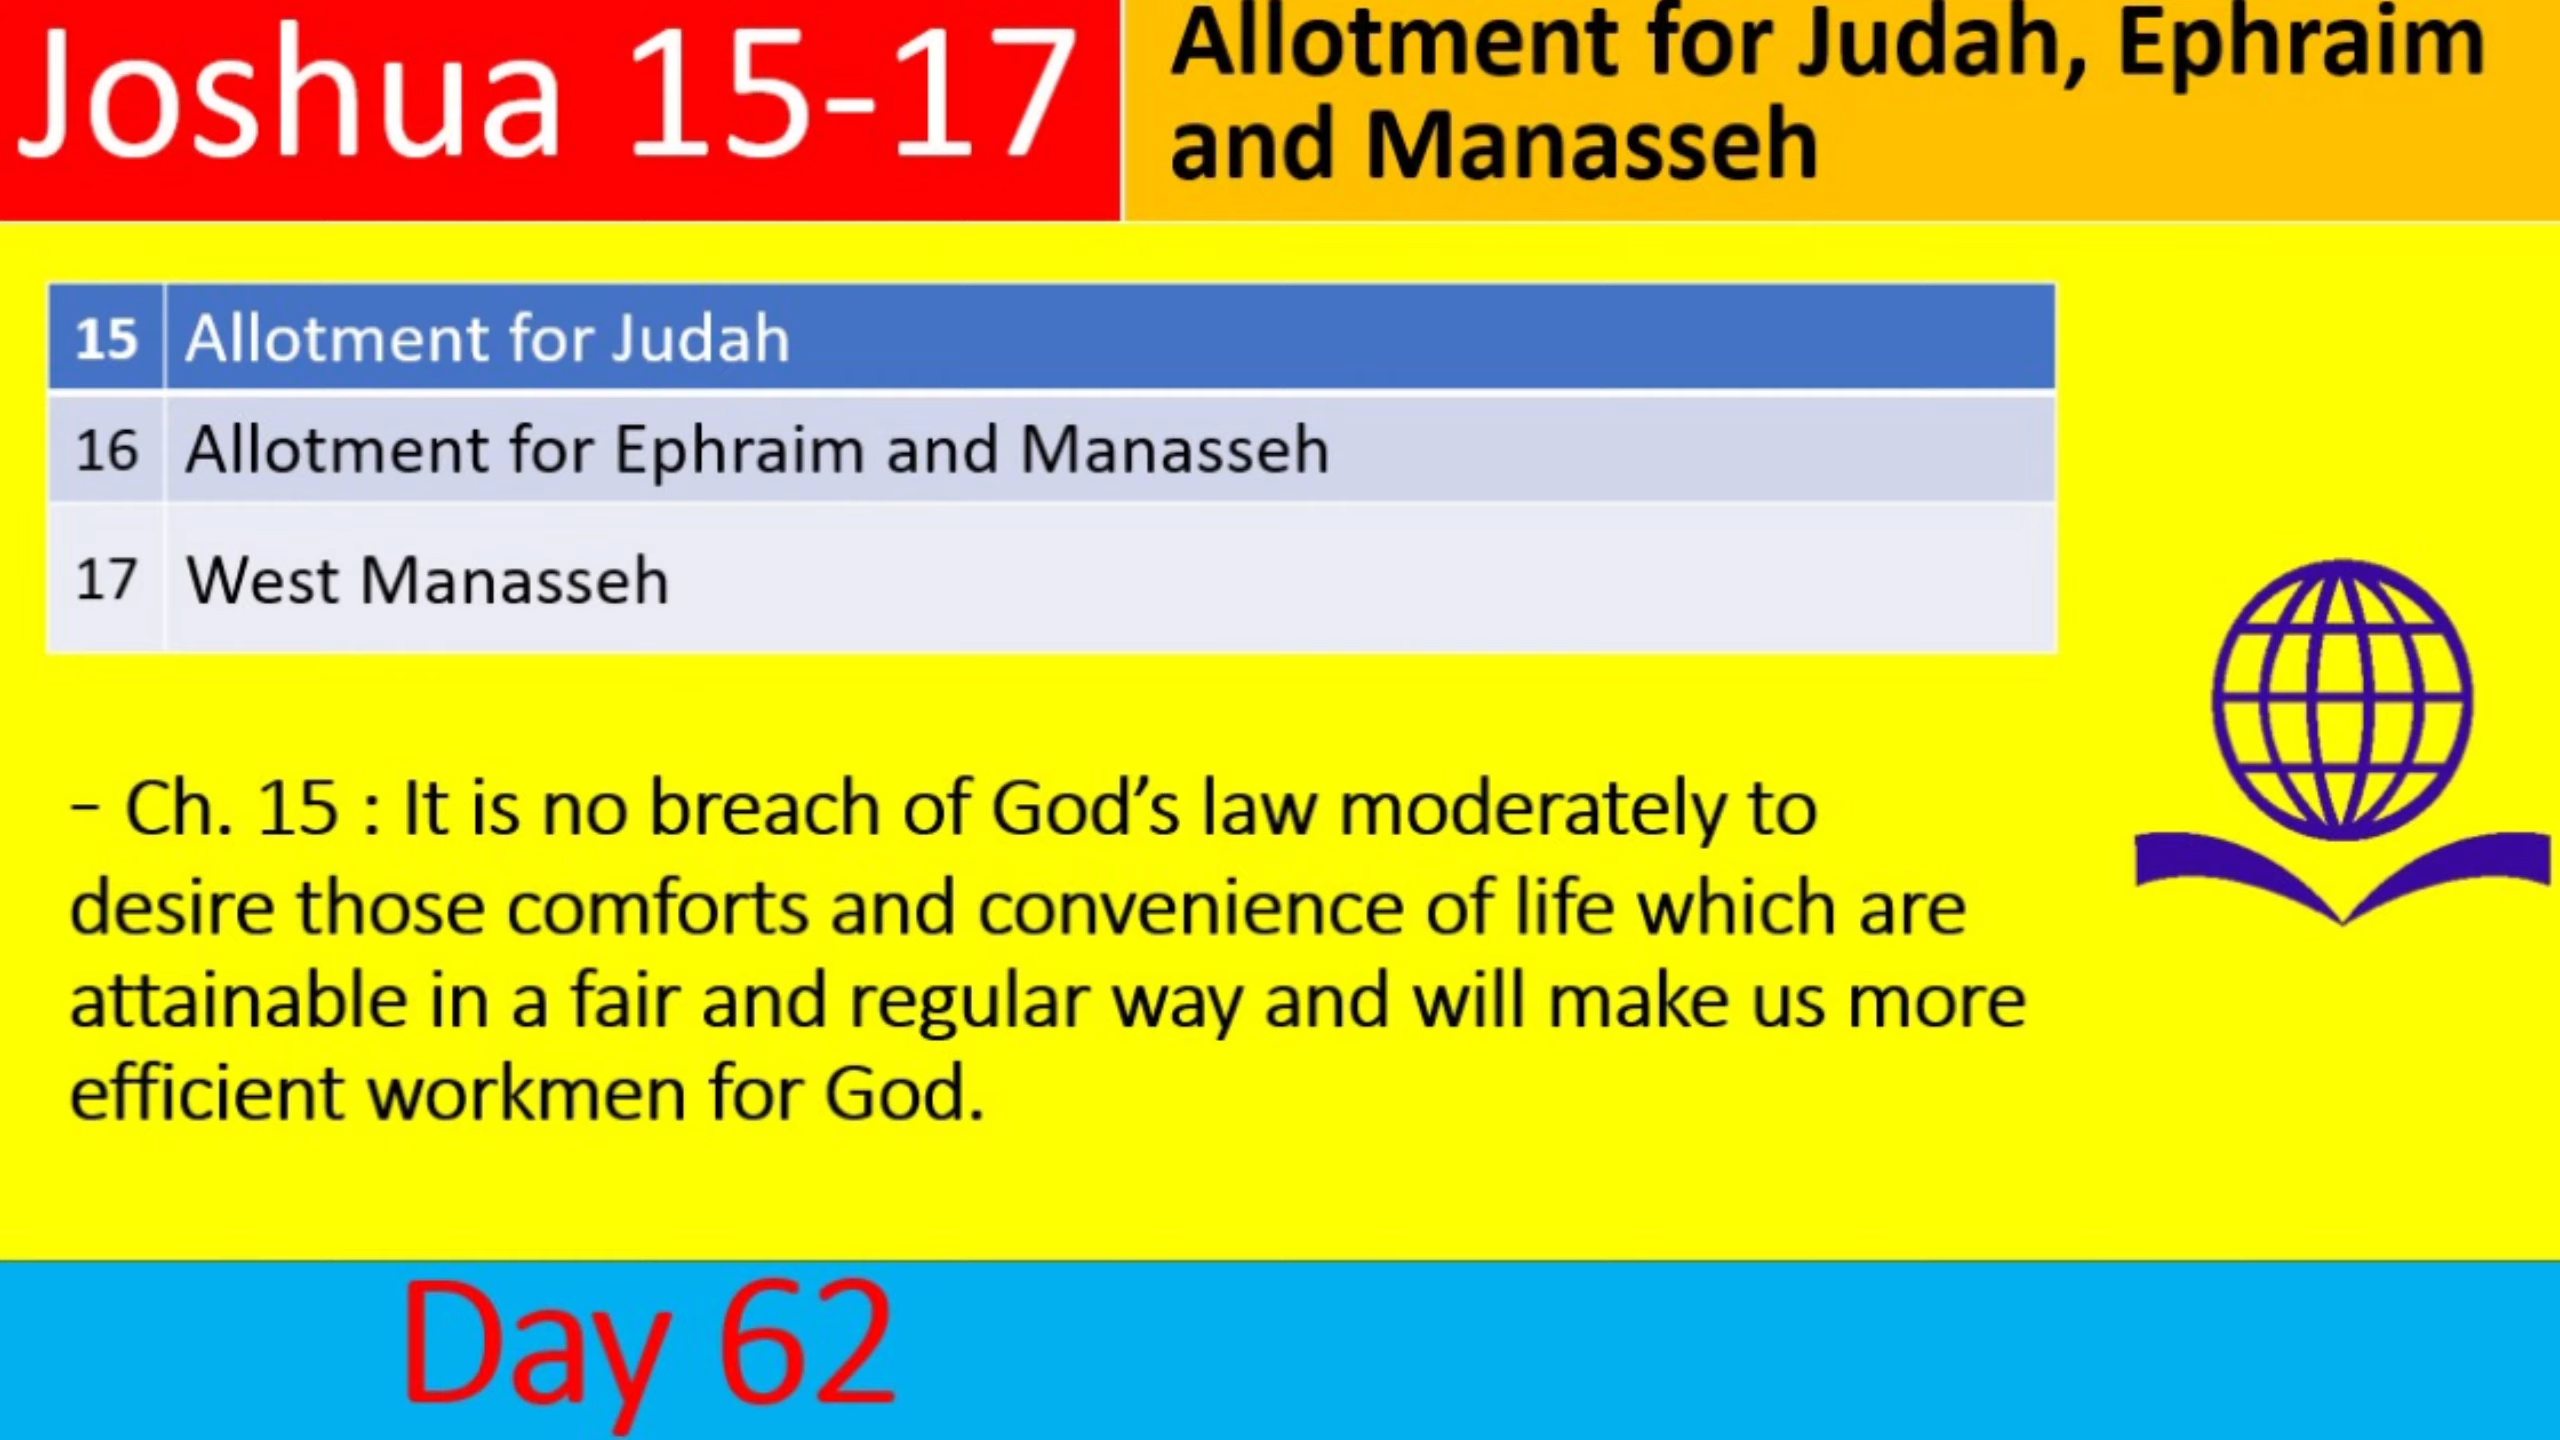 Joshua 15-17
Allotment for Judah, Ephraim
and Manasseh
15 Allotment for Judah
16 Allotment for Ephraim and Manasseh
17 West Manasseh
- Ch. 15 : It is no breach of God’s law moderately to
desire those comforts and convenience of life which are
attainable in a fair and regular way and will make us more
efficient workmen for God.
Day 62